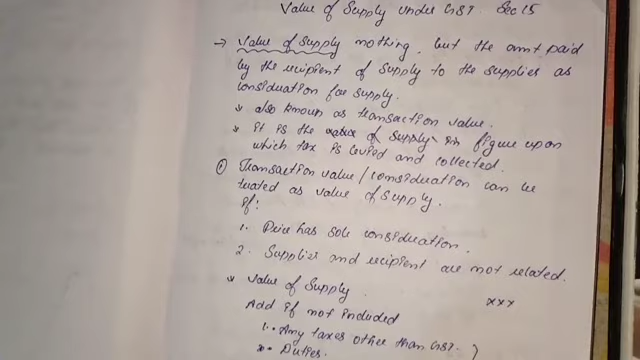 Value of Supply under GST. Sec 15
→ Value of Supply nothing, but the amt paid
by the recipient of supply to the supplier as
consideration for supply.
* also known as transaction value.
* it is the value of supply in figure upon
which tax is levied and collected.
① Transaction value/consideration can be
treated as value of supply.
if:
1. Price has sole consideration.
2. Supplier and recipient are not related.
* Value of Supply. xxx
Add if not included
1. Any taxes other than GST. }
2. Duties.